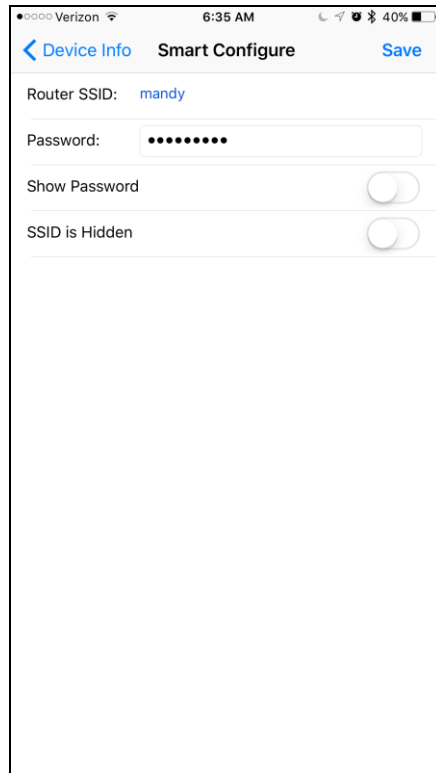 ●○○○○ Verizon 6:35 AM 40%
Device Info Smart Configure Save
Router SSID: mandy
Password: ●●●●●●●●●
Show Password
SSID is Hidden